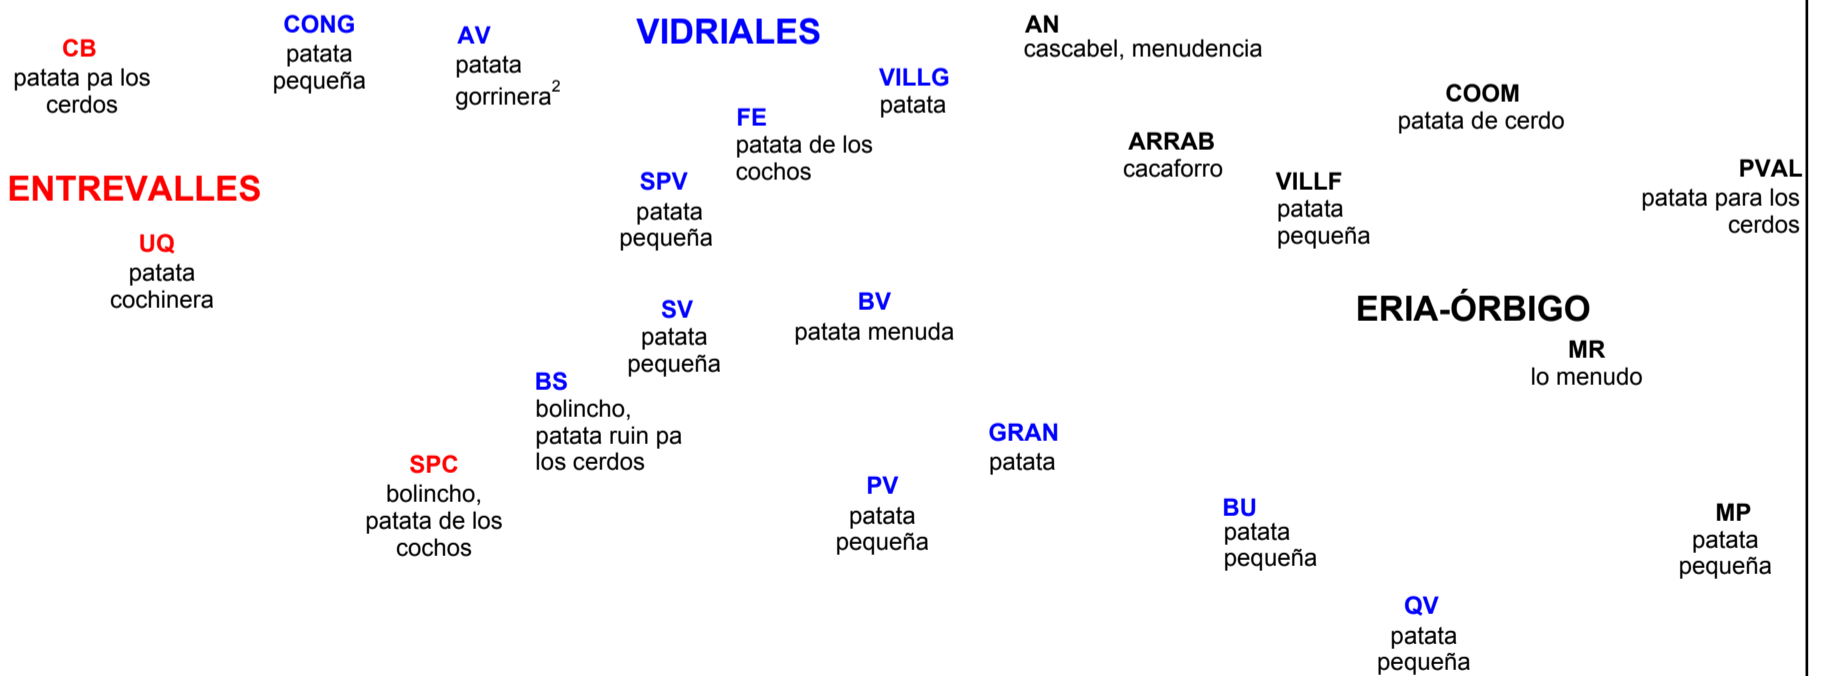 CB
patata pa los
cerdos
CONG
patata
pequeña
AV
patata
gorrinera²
VIDRIALES
VILLG
patata
FE
patata de los
cochos
AN
cascabel, menudencia
COOM
patata de cerdo
ARRAB
cacaforro
VILLF
patata
pequeña
PVAL
patata para los
cerdos
ENTREVALLES
UQ
patata
cochinera
SPV
patata
pequeña
SV
patata
pequeña
BV
patata menuda
ERIA-ÓRBIGO
MR
lo menudo
BS
bolincho,
patata ruin pa
los cerdos
SPC
bolincho,
patata de los
cochos
GRAN
patata
PV
patata
pequeña
BU
patata
pequeña
MP
patata
pequeña
QV
patata
pequeña